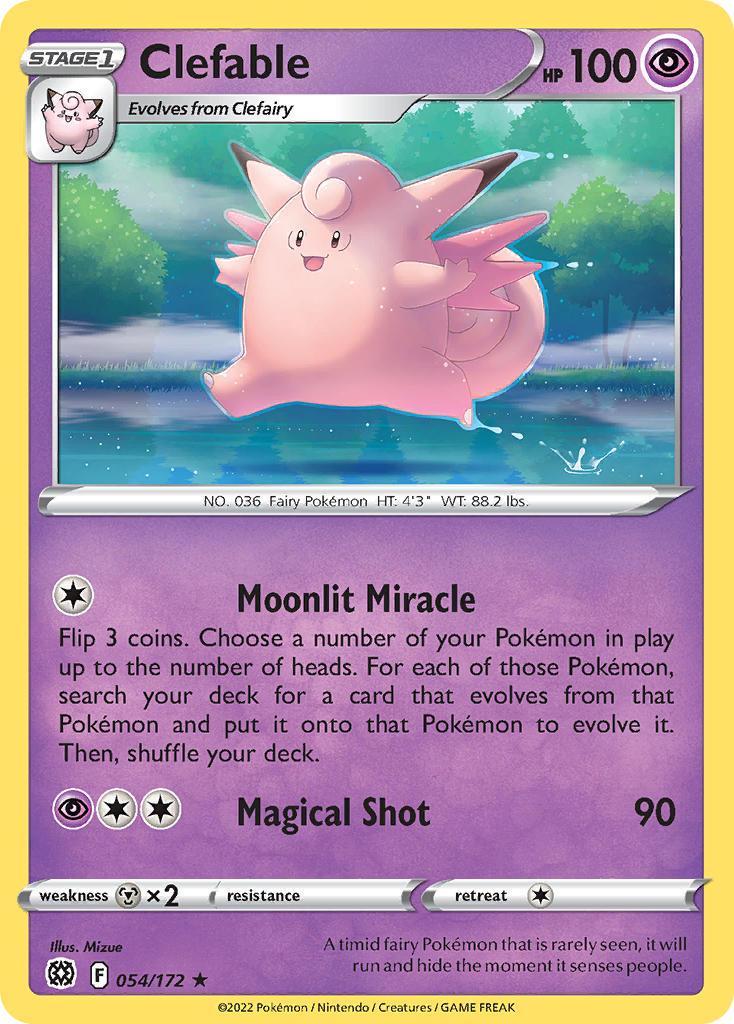 STAGE1
Clefable
HP 100
Evolves from Clefairy
NO. 036 Fairy Pokémon HT: 4'3" WT: 88.2 lbs.
Moonlit Miracle
Flip 3 coins. Choose a number of your Pokémon in play
up to the number of heads. For each of those Pokémon,
search your deck for a card that evolves from that
Pokémon and put it onto that Pokémon to evolve it.
Then, shuffle your deck.
Magical Shot 90
weakness ×2 resistance retreat
Illus. Mizue
A timid fairy Pokémon that is rarely seen, it will
run and hide the moment it senses people.
F 054/172 ★
©2022 Pokémon / Nintendo / Creatures / GAME FREAK